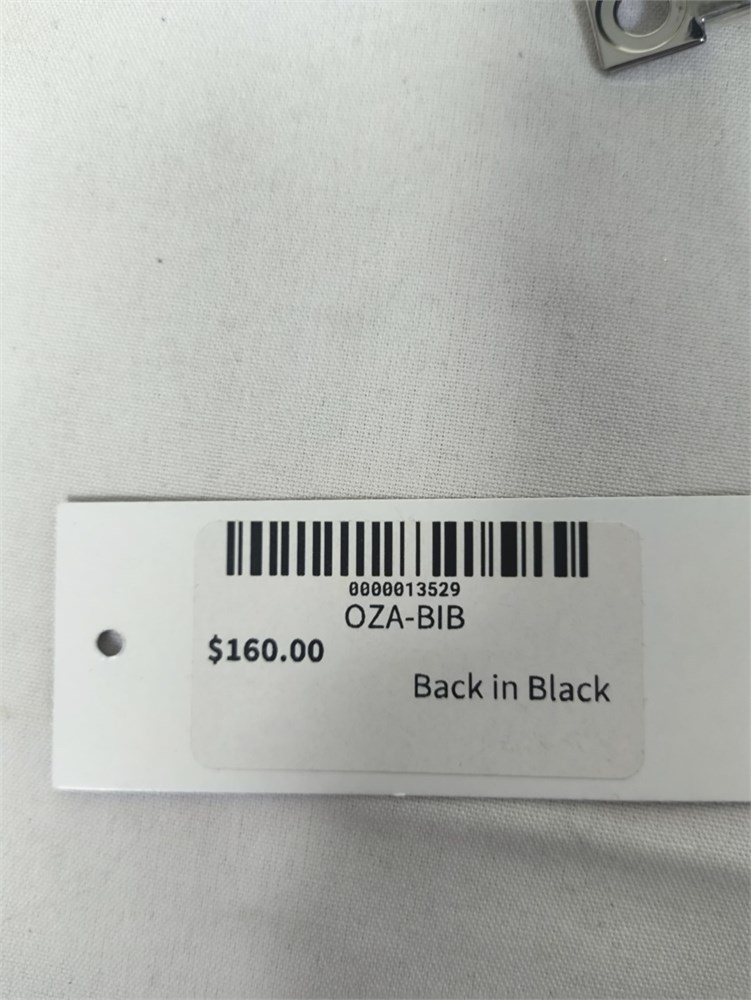 0000013529
OZA-BIB
$160.00
Back in Black